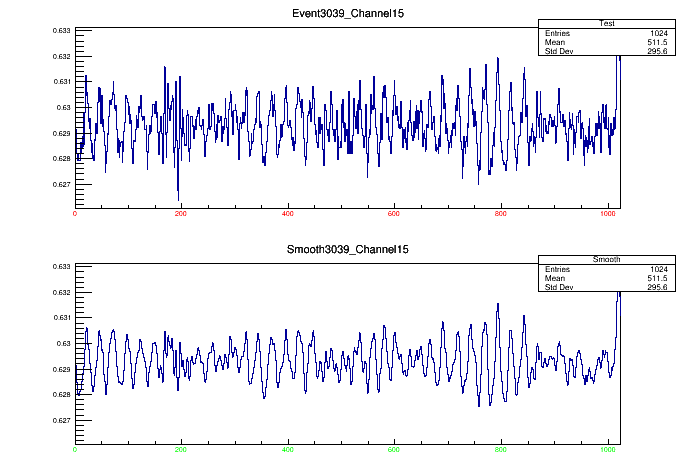 Event3039_Channel15
Test
Entries 1024
Mean 511.5
Std Dev 295.6
0.633
0.632
0.631
0.63
0.629
0.628
0.627
0 200 400 600 800 1000
Smooth3039_Channel15
Smooth
Entries 1024
Mean 511.5
Std Dev 295.6
0.633
0.632
0.631
0.63
0.629
0.628
0.627
0 200 400 600 800 1000